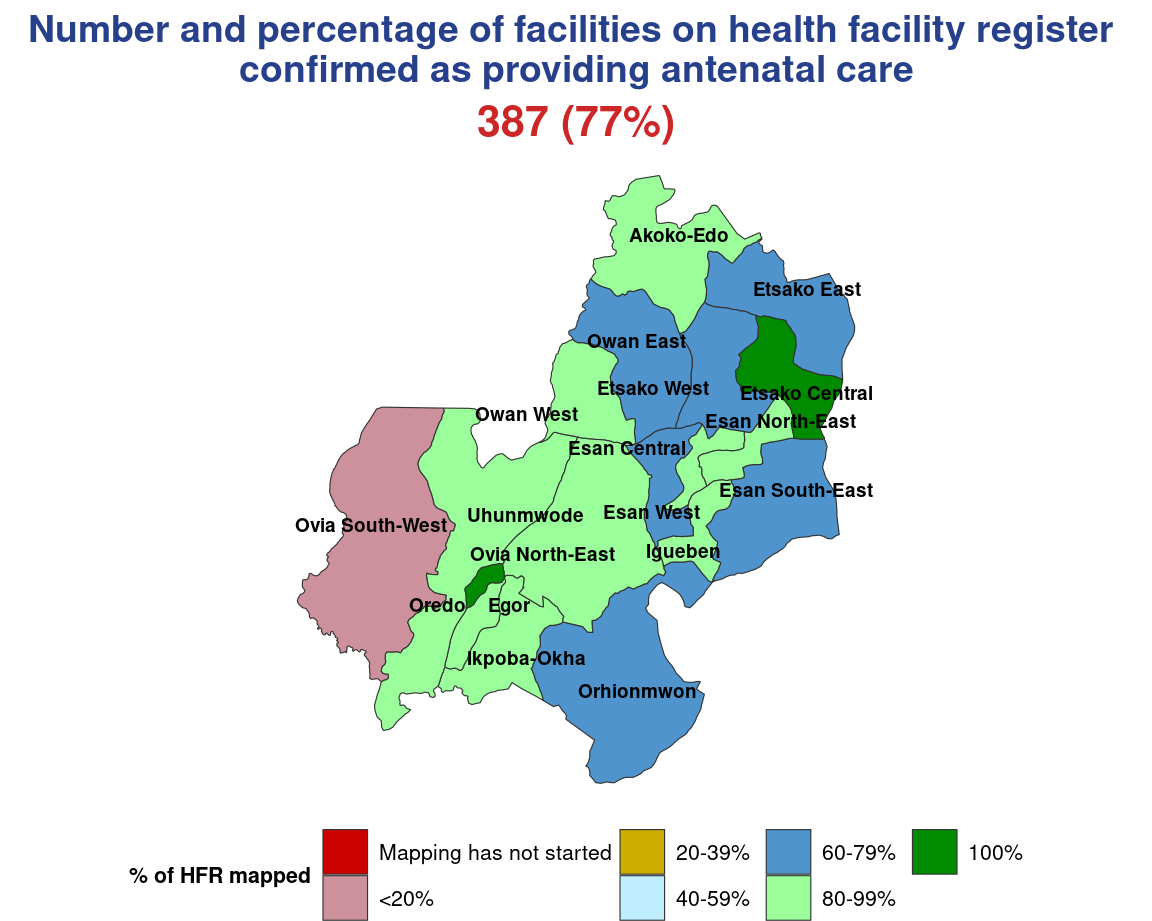 Number and percentage of facilities on health facility register
confirmed as providing antenatal care
387 (77%)
Akoko-Edo
Etsako East
Owan East
Etsako West
Etsako Central
Owan West
Esan North-East
Esan Central
Esan South-East
Esan West
Uhunmwode
Ovia South-West
Igueben
Ovia North-East
Oredo
Egor
Ikpoba-Okha
Orhionmwon
% of HFR mapped
Mapping has not started
<20%
20-39%
40-59%
60-79%
80-99%
100%